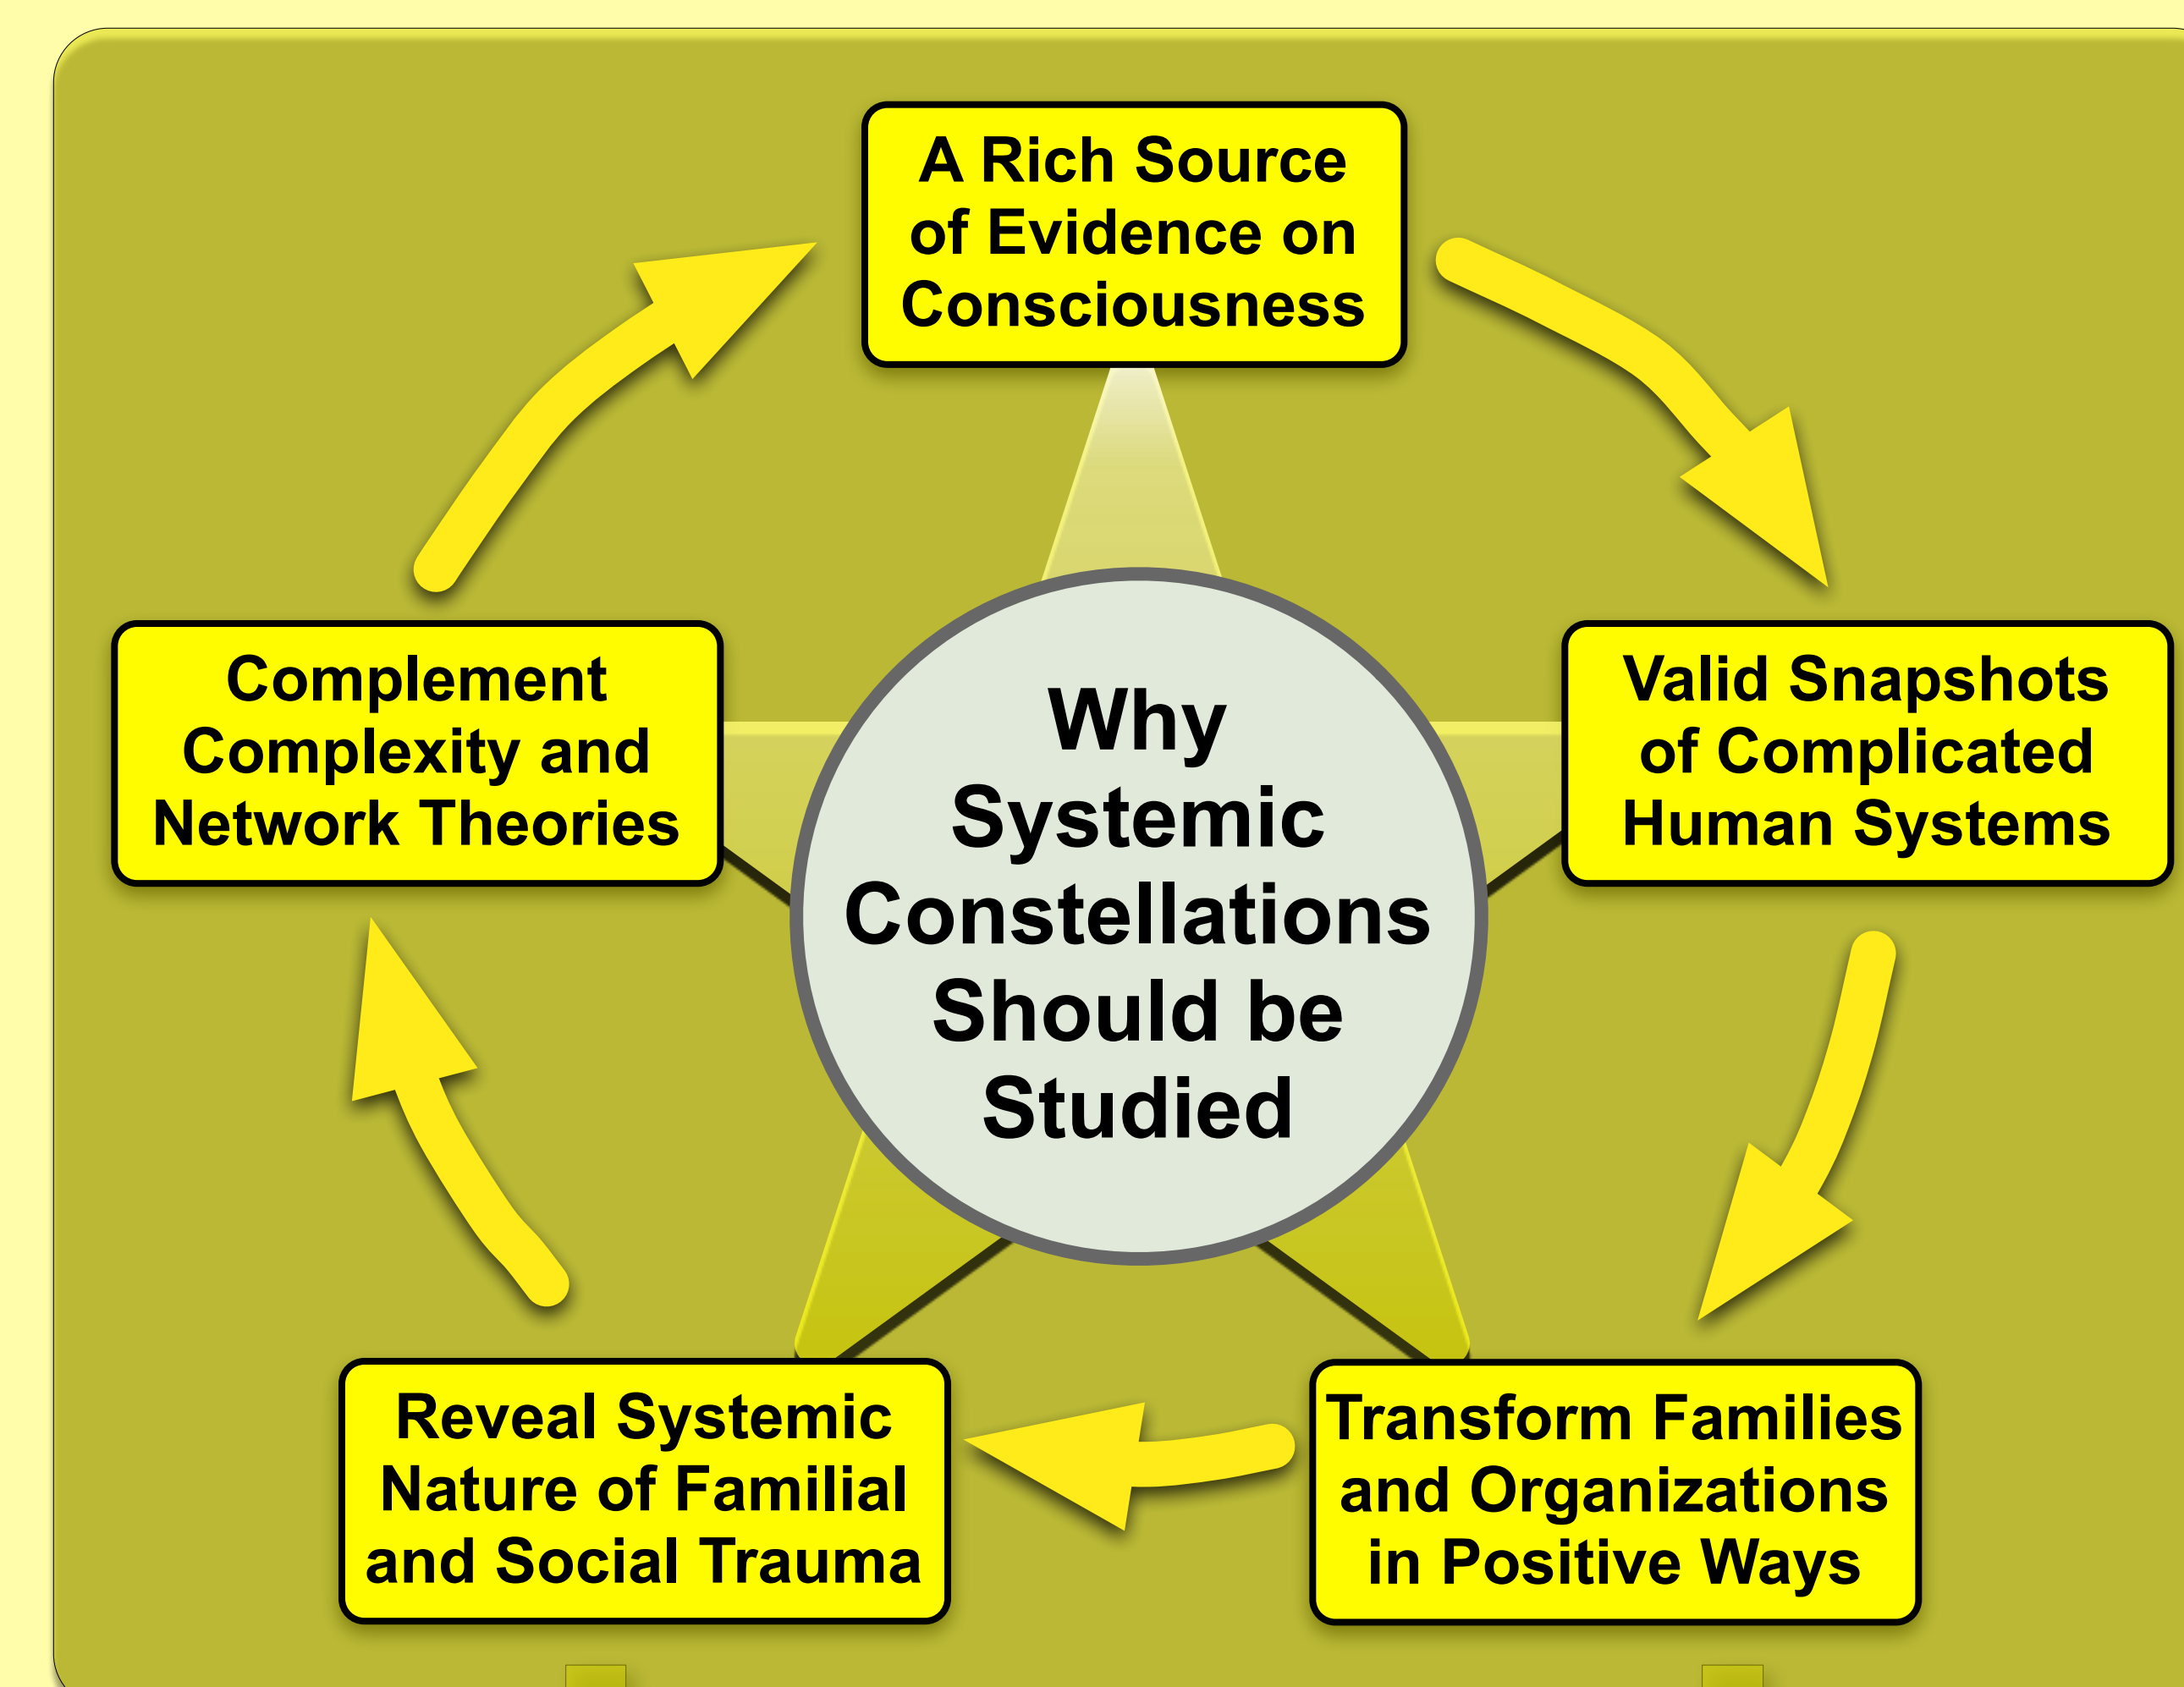 A Rich Source
of Evidence on
Consciousness
Complement
Complexity and
Network Theories
Why
Systemic
Constellations
Should be
Studied
Valid Snapshots
of Complicated
Human Systems
Reveal Systemic
Nature of Familial
and Social Trauma
Transform Families
and Organizations
in Positive Ways